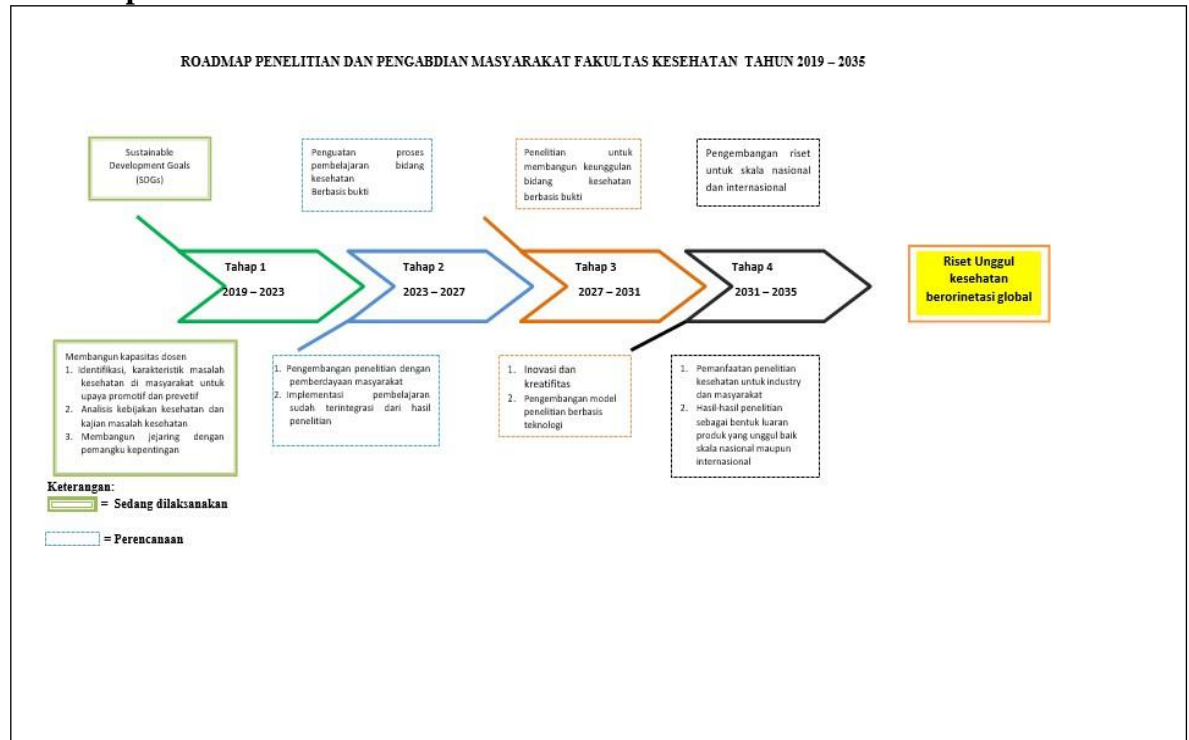 ROADMAP PENELITIAN DAN PENGABDIAN MASYARAKAT FAKULTAS KESEHATAN TAHUN 2019 – 2035
Sustainable
Development Goals
(SDGs)
Penguatan proses
pembelajaran bidang
kesehatan
Berbasis bukti
Penelitian untuk
membangun keunggulan
bidang kesehatan
berbasis bukti
Pengembangan riset
untuk skala nasional
dan internasional
Tahap 1
2019 – 2023
Tahap 2
2023 – 2027
Tahap 3
2027 – 2031
Tahap 4
2031 – 2035
Riset Unggul
kesehatan
berorinetasi global
Membangun kapasitas dosen
1. Identifikasi, karakteristik masalah
kesehatan di masyarakat untuk
upaya promotif dan prevetif
2. Analisis kebijakan kesehatan dan
kajian masalah kesehatan
3. Membangun jejaring dengan
pemangku kepentingan
1. Pengembangan penelitian dengan
pemberdayaan masyarakat
2. Implementasi pembelajaran
sudah terintegrasi dari hasil
penelitian
1. Inovasi dan
kreatifitas
2. Pengembangan model
penelitian berbasis
teknologi
1. Pemanfaatan penelitian
kesehatan untuk industry
dan masyarakat
2. Hasil-hasil penelitian
sebagai bentuk luaran
produk yang unggul baik
skala nasional maupun
internasional
Keterangan:
= Sedang dilaksanakan
= Perencanaan